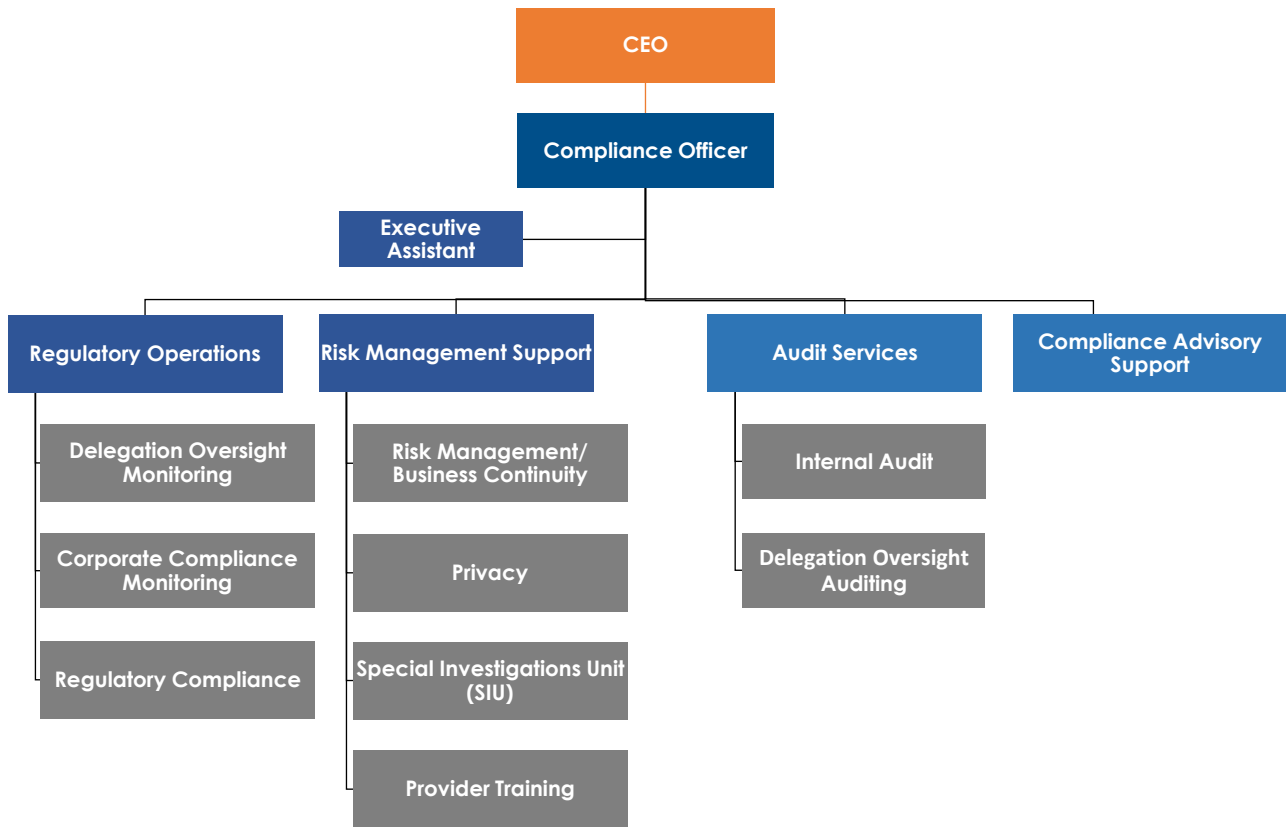 CEO
Compliance Officer
Executive
Assistant
Regulatory Operations
Risk Management Support
Audit Services
Compliance Advisory
Support
Delegation Oversight
Monitoring
Corporate Compliance
Monitoring
Regulatory Compliance
Risk Management/
Business Continuity
Privacy
Special Investigations Unit
(SIU)
Provider Training
Internal Audit
Delegation Oversight
Auditing